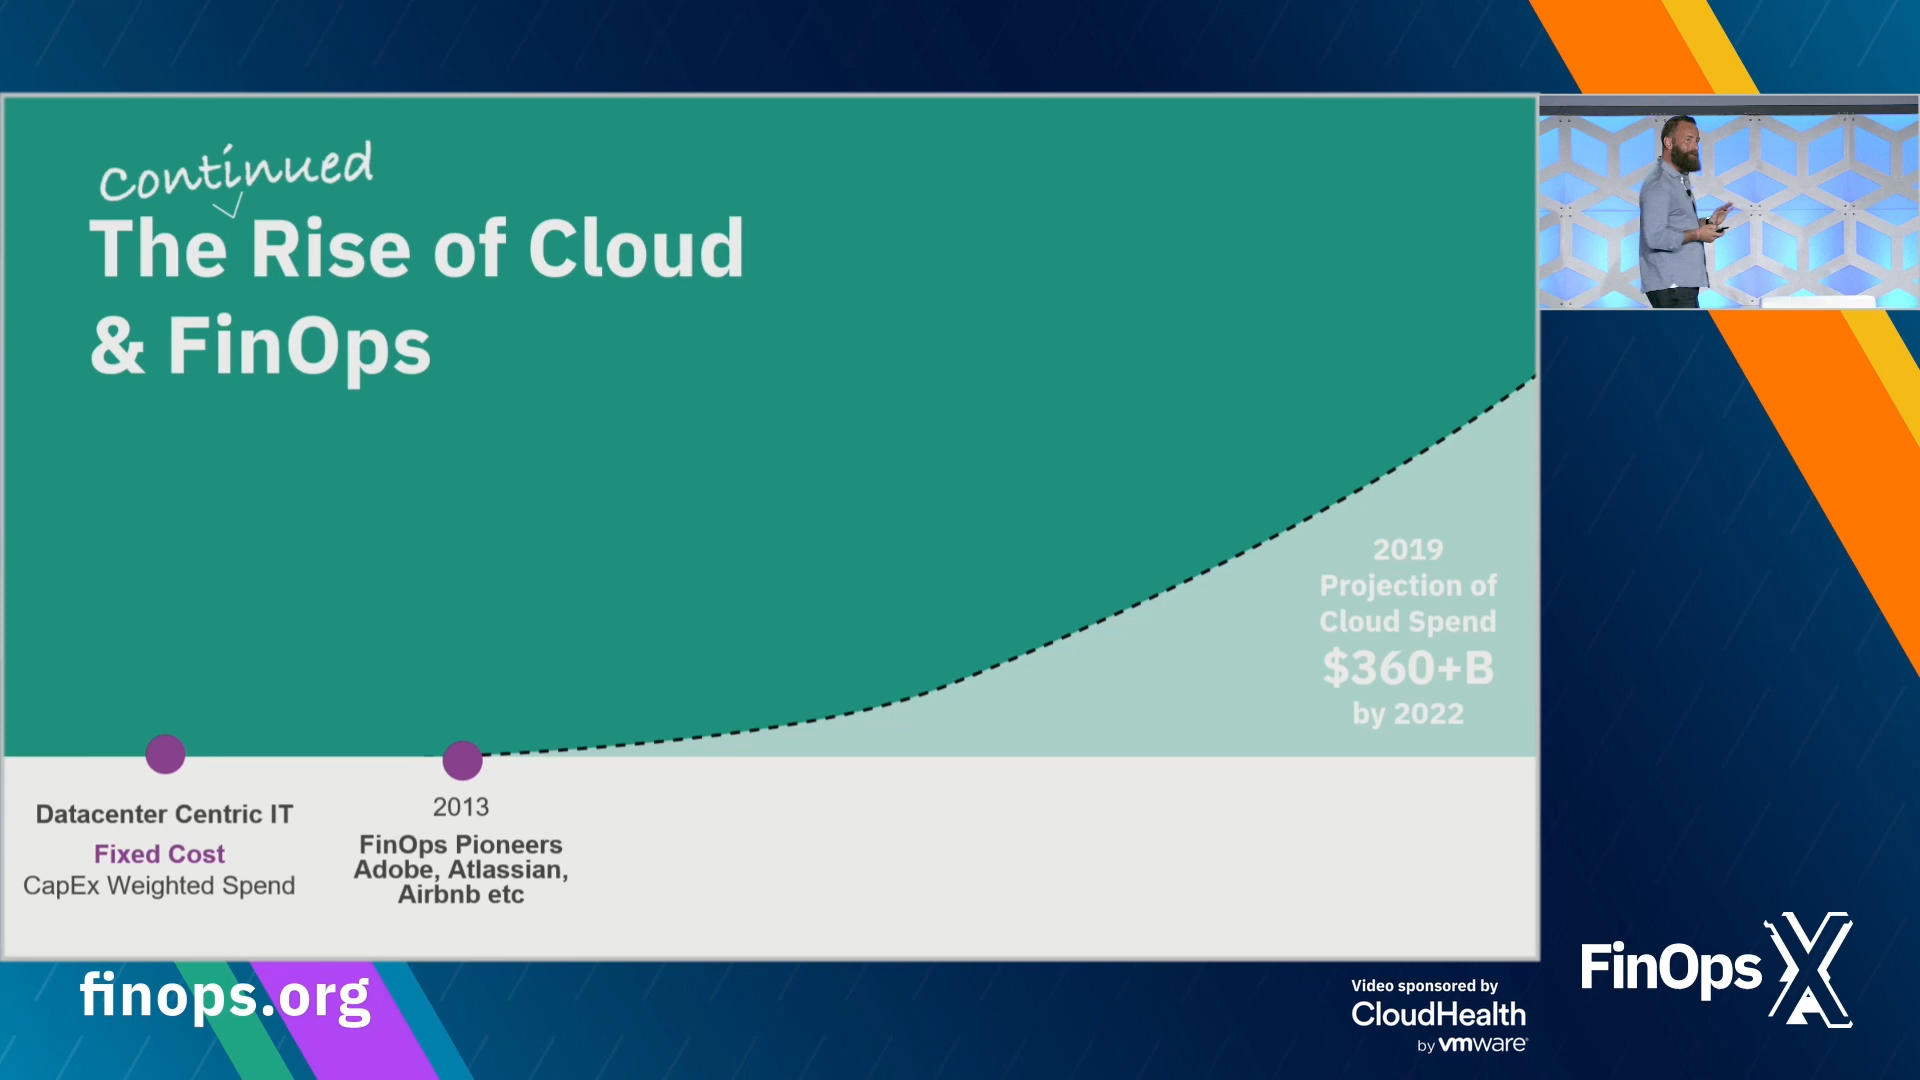 Continued
The Rise of Cloud
& FinOps
2019
Projection of
Cloud Spend
$360+B
by 2022
Datacenter Centric IT
Fixed Cost
CapEx Weighted Spend
2013
FinOps Pioneers
Adobe, Atlassian,
Airbnb etc
finops.org
Video sponsored by
CloudHealth
by vmware
FinOps X